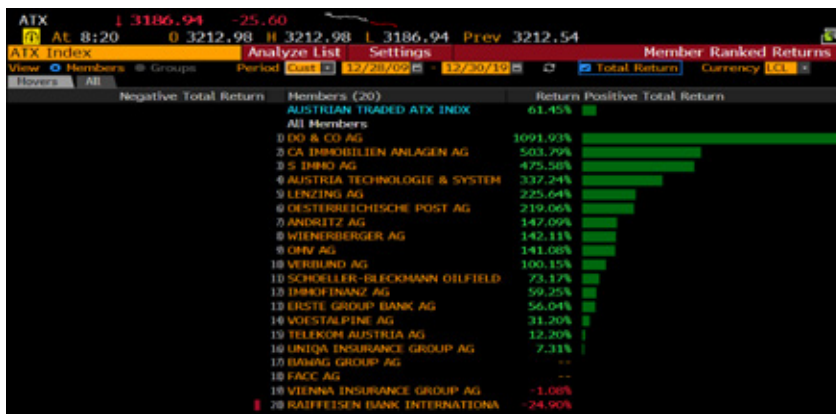 ATX ↓ 3186.94 -25.60
At 8:20 O 3212.98 H 3212.98 L 3186.94 Prev 3212.54
ATX Index Analyze List Settings Member Ranked Returns
View Members Groups Period Cust 12/28/09 - 12/30/19 Total Return Currency LCL
Movers All
Negative Total Return Members (20) Return Positive Total Return
AUSTRIAN TRADED ATX INDX 61.45%
All Members
1) DO & CO AG 1091.93%
2) CA IMMOBILIEN ANLAGEN AG 503.79%
3) S IMMO AG 475.58%
4) AUSTRIA TECHNOLOGIE & SYSTEM 337.24%
5) LENZING AG 225.64%
6) OESTERREICHISCHE POST AG 219.06%
7) ANDRITZ AG 147.09%
8) WIENERBERGER AG 142.11%
9) OMV AG 141.08%
10) VERBUND AG 100.15%
11) SCHOELLER-BLECKMANN OILFIELD 73.17%
12) IMMOFINANZ AG 59.25%
13) ERSTE GROUP BANK AG 56.04%
14) VOESTALPINE AG 31.20%
15) TELEKOM AUSTRIA AG 12.20%
16) UNIQA INSURANCE GROUP AG 7.31%
17) BAWAG GROUP AG --
18) FACC AG --
19) VIENNA INSURANCE GROUP AG -1.08%
20) RAIFFEISEN BANK INTERNATIONA -24.90%